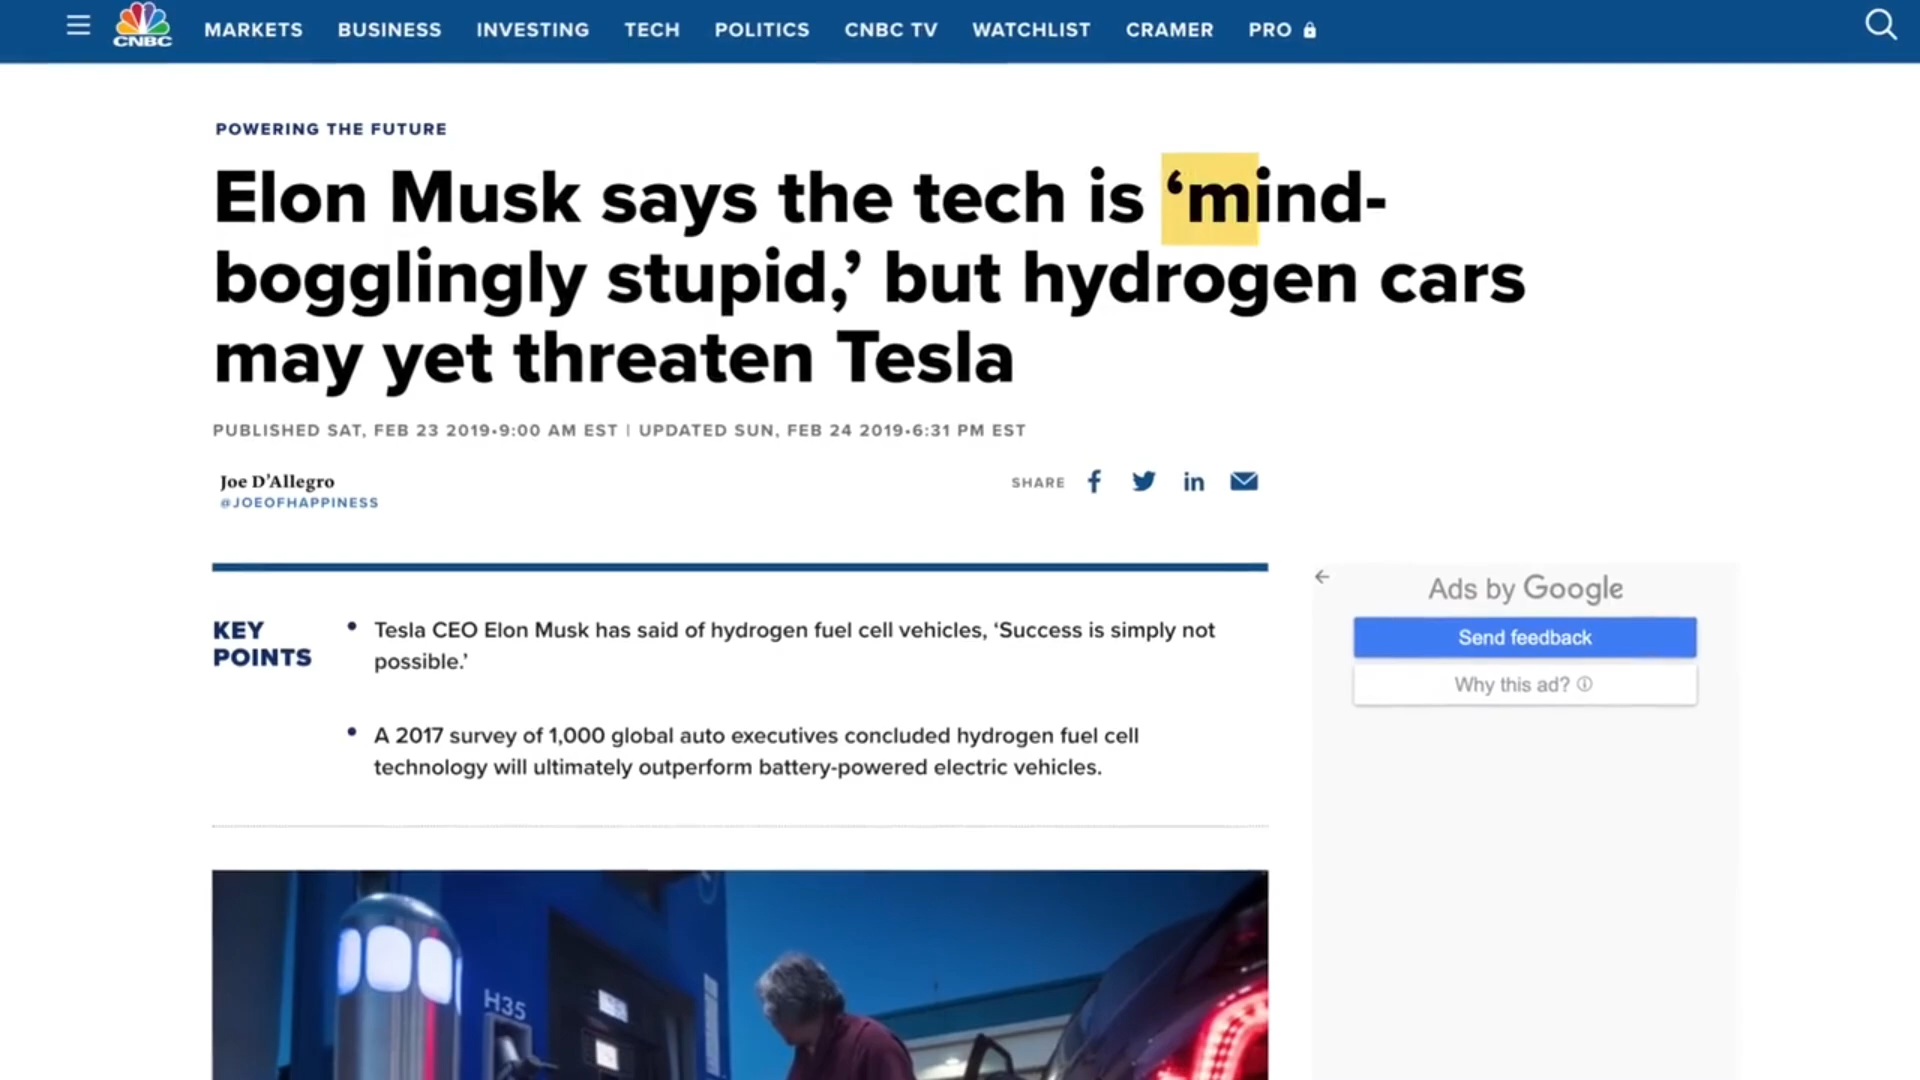 CNBC
MARKETS BUSINESS INVESTING TECH POLITICS CNBC TV WATCHLIST CRAMER PRO
POWERING THE FUTURE
Elon Musk says the tech is ‘mind-
bogglingly stupid,’ but hydrogen cars
may yet threaten Tesla
PUBLISHED SAT, FEB 23 2019•9:00 AM EST | UPDATED SUN, FEB 24 2019•6:31 PM EST
Joe D’Allegro
@JOEOFHAPPINESS
SHARE
KEY
POINTS
• Tesla CEO Elon Musk has said of hydrogen fuel cell vehicles, ‘Success is simply not
possible.’
• A 2017 survey of 1,000 global auto executives concluded hydrogen fuel cell
technology will ultimately outperform battery-powered electric vehicles.
Ads by Google
Send feedback
Why this ad?
H35